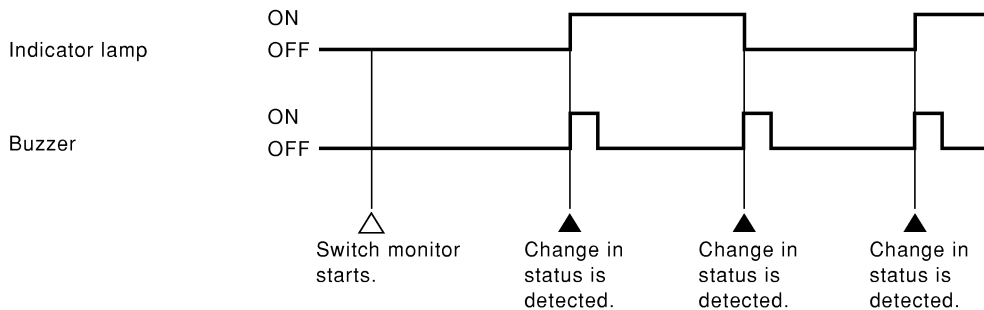 ON
Indicator lamp OFF
ON
Buzzer OFF
Switch monitor
starts.
Change in
status is
detected.
Change in
status is
detected.
Change in
status is
detected.